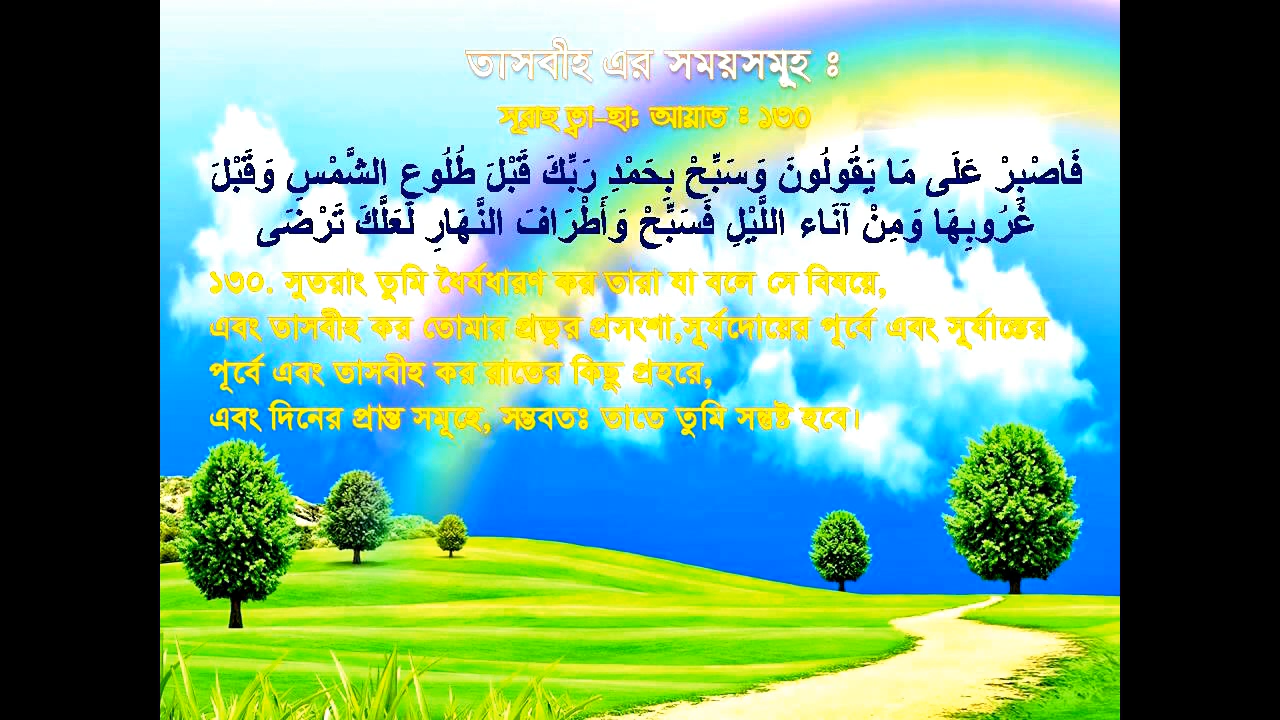 তাসবীহ এর সময়সমূহ ঃ
সূরাহ ত্বা-হা; আয়াত : ১৩০
فَاصْبِرْ عَلَى مَا يَقُولُونَ وَسَبِّحْ بِحَمْدِ رَبِّكَ قَبْلَ طُلُوعِ الشَّمْسِ وَقَبْلَ
غُرُوبِهَا وَمِنْ آنَاء اللَّيْلِ فَسَبِّحْ وَأَطْرَافَ النَّهَارِ لَعَلَّكَ تَرْضَى
১৩০. সুতরাং তুমি ধৈর্যধারণ কর তারা যা বলে সে বিষয়ে,
এবং তাসবীহ কর তোমার প্রভুর প্রসংশা,সূর্যদোয়ের পূর্বে এবং সূর্যাস্তের
পূর্বে এবং তাসবীহ কর রাতের কিছু প্রহরে,
এবং দিনের প্রান্ত সমূহে, সম্ভবতঃ তাতে তুমি সন্তুষ্ট হবে।